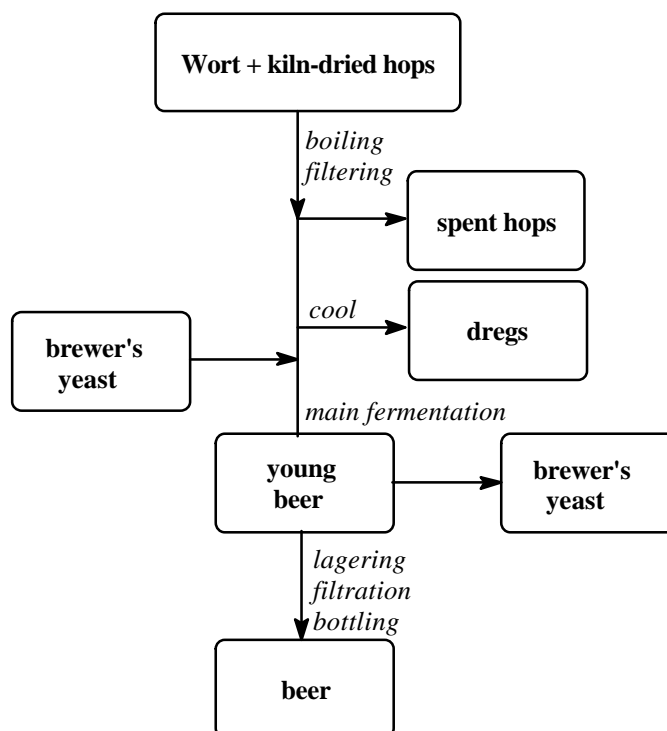 Wort + kiln-dried hops
boiling
filtering
spent hops
cool
dregs
brewer's
yeast
main fermentation
young
beer
brewer's
yeast
lagering
filtration
bottling
beer